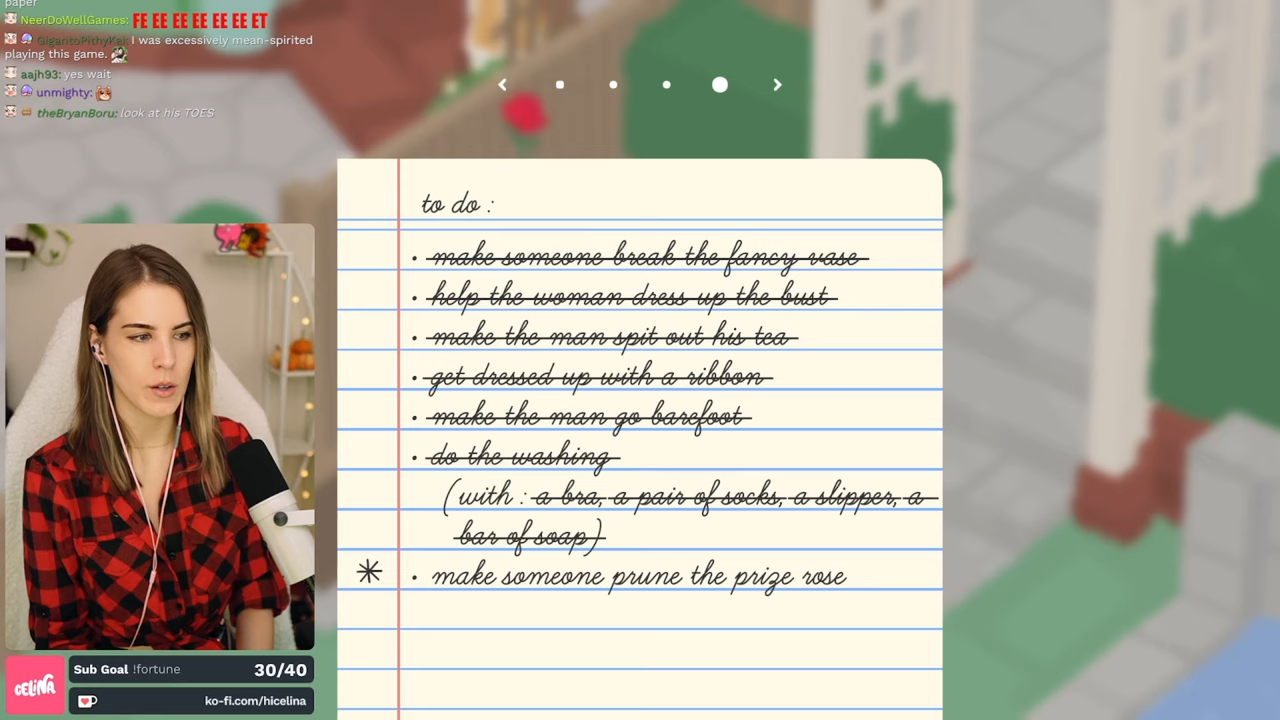 paper
NeerDoWellGames: FE EE EE EE EE EE ET
GigantoPithyKai: I was excessively mean-spirited
playing this game.
aajh93: yes wait
unmighty:
theBryanBoru: look at his TOES
to do :
• make someone break the fancy vase
• help the woman dress up the bust
• make the man spit out his tea
• get dressed up with a ribbon
• make the man go barefoot
• do the washing
(with : a bra, a pair of socks, a slipper, a
bar of soap)
• make someone prune the prize rose
CELINA
Sub Goal !fortune 30/40
ko-fi.com/hicelina